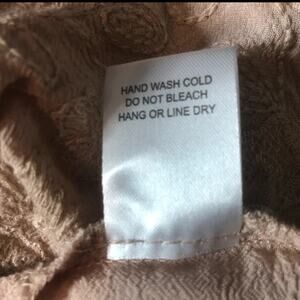 HAND WASH COLD
DO NOT BLEACH
HANG OR LINE DRY